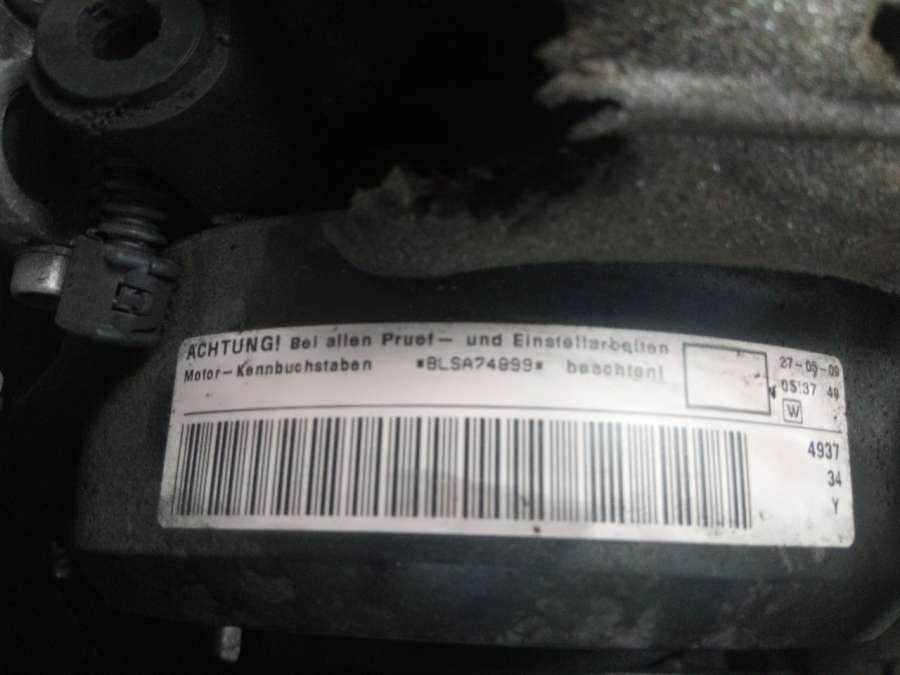 ACHTUNG! Bei allen Pruef- und Einstellarbeiten
Motor-Kennbuchstaben *BLSA74999* beachten!
27-05-09
05:37 49
W
4937
34
Y